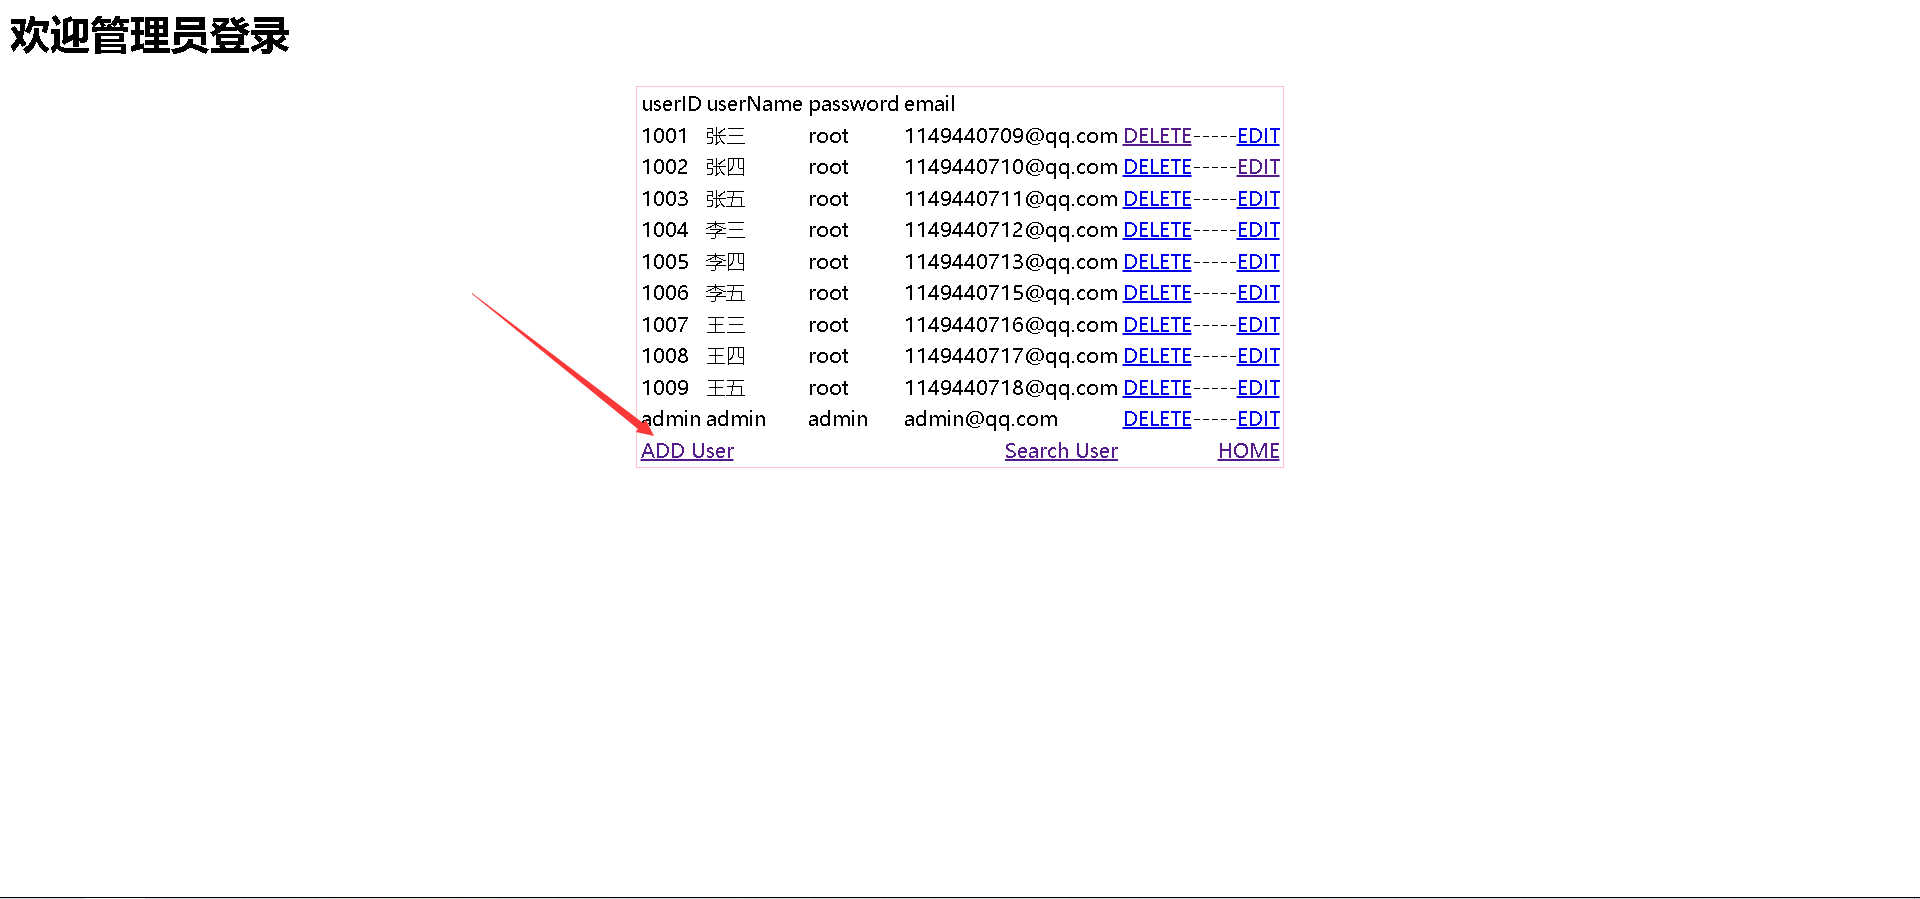 欢迎管理员登录
userID userName password email
1001 张三 root 1149440709@qq.com DELETE-----EDIT
1002 张四 root 1149440710@qq.com DELETE-----EDIT
1003 张五 root 1149440711@qq.com DELETE-----EDIT
1004 李三 root 1149440712@qq.com DELETE-----EDIT
1005 李四 root 1149440713@qq.com DELETE-----EDIT
1006 李五 root 1149440715@qq.com DELETE-----EDIT
1007 王三 root 1149440716@qq.com DELETE-----EDIT
1008 王四 root 1149440717@qq.com DELETE-----EDIT
1009 王五 root 1149440718@qq.com DELETE-----EDIT
admin admin admin admin@qq.com DELETE-----EDIT
ADD User Search User HOME